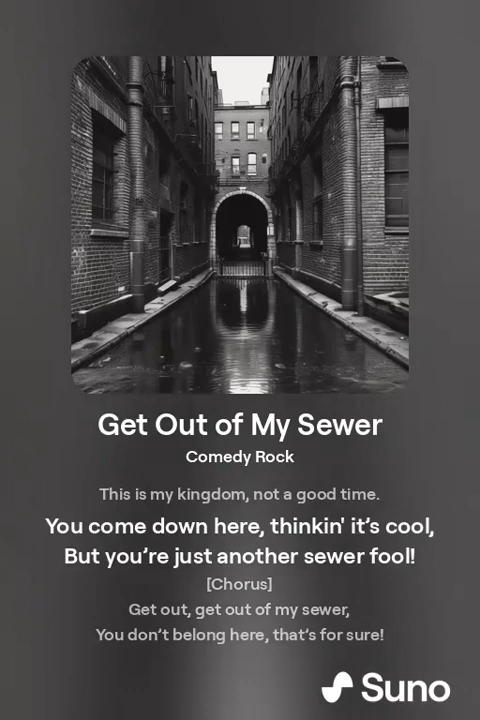 Get Out of My Sewer
Comedy Rock
This is my kingdom, not a good time.
You come down here, thinkin' it’s cool,
But you’re just another sewer fool!
[Chorus]
Get out, get out of my sewer,
You don’t belong here, that’s for sure!
Suno